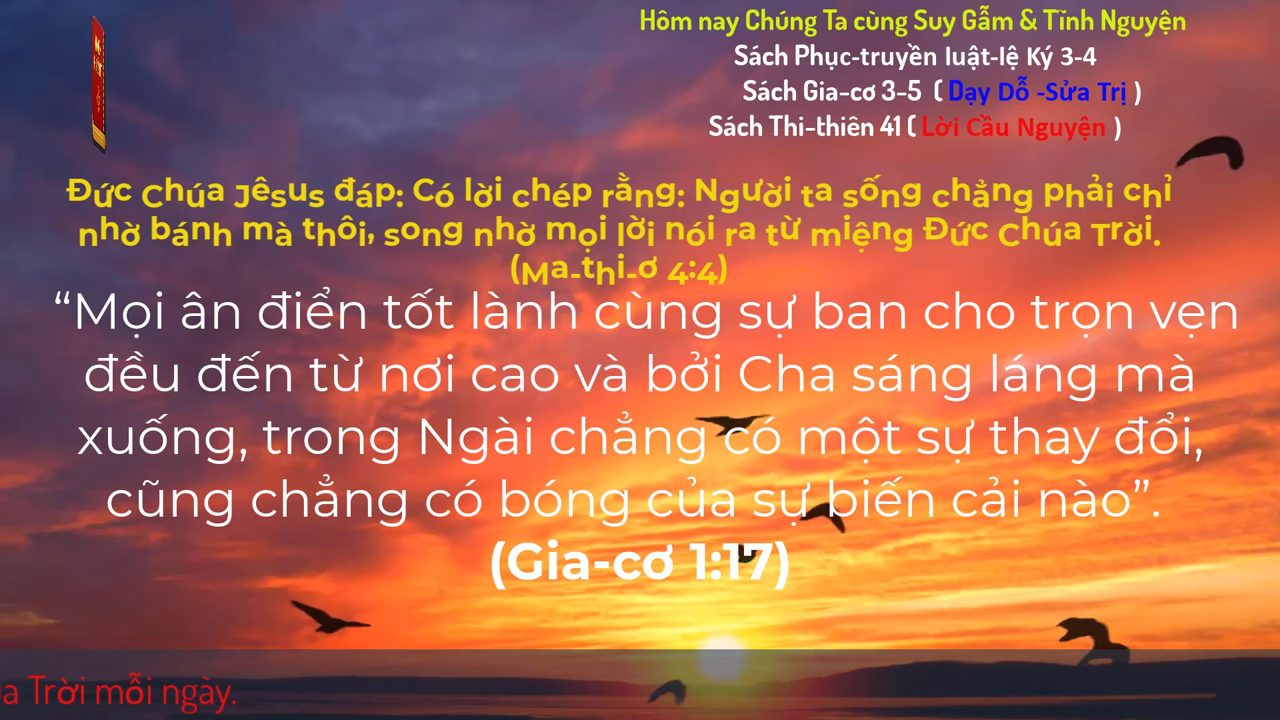 Hôm nay Chúng Ta cùng Suy Gẫm & Tĩnh Nguyện
Sách Phục-truyền luật-lệ Ký 3-4
Sách Gia-cơ 3-5 ( Dạy Dỗ -Sửa Trị )
Sách Thi-thiên 41 ( Lời Cầu Nguyện )
Đức Chúa Jêsus đáp: Có lời chép rằng: Người ta sống chẳng phải chỉ
nhờ bánh mà thôi, song nhờ mọi lời nói ra từ miệng Đức Chúa Trời.
(Ma-thi-ơ 4:4)
“Mọi ân điển tốt lành cùng sự ban cho trọn vẹn
đều đến từ nơi cao và bởi Cha sáng láng mà
xuống, trong Ngài chẳng có một sự thay đổi,
cũng chẳng có bóng của sự biến cải nào”.
(Gia-cơ 1:17)
Trời mỗi ngày.